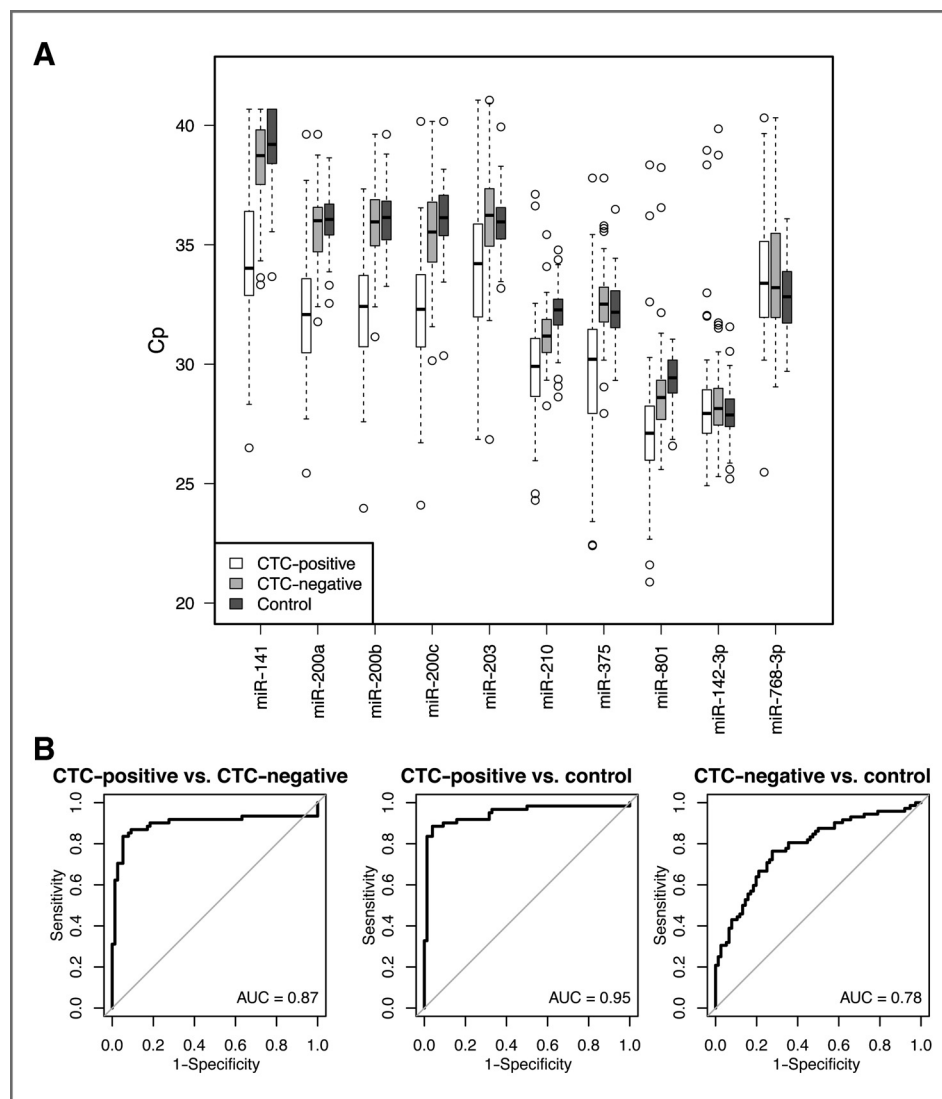 A
Cp
40
35
30
25
20
CTC-positive
CTC-negative
Control
miR-141
miR-200a
miR-200b
miR-200c
miR-203
miR-210
miR-375
miR-801
miR-142-3p
miR-768-3p
B
CTC-positive vs. CTC-negative
Sensitivity
1.0
0.8
0.6
0.4
0.2
0.0
AUC = 0.87
0.0 0.2 0.4 0.6 0.8 1.0
1-Specificity
CTC-positive vs. control
Sesnsitivity
1.0
0.8
0.6
0.4
0.2
0.0
AUC = 0.95
0.0 0.2 0.4 0.6 0.8 1.0
1-Specificity
CTC-negative vs. control
Sesnsitivity
1.0
0.8
0.6
0.4
0.2
0.0
AUC = 0.78
0.0 0.2 0.4 0.6 0.8 1.0
1-Specificity